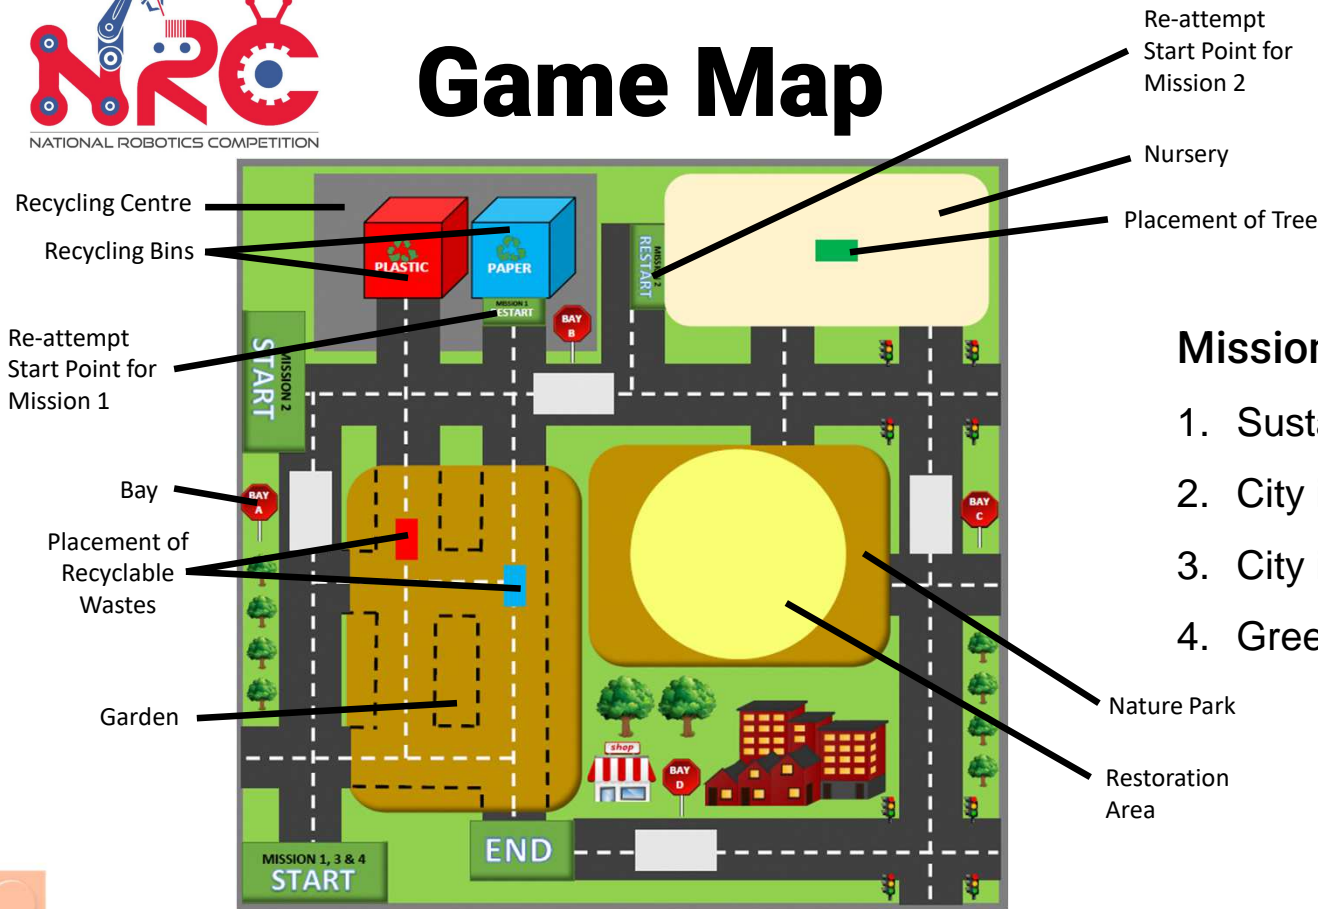 NRC
NATIONAL ROBOTICS COMPETITION
Game Map
Re-attempt
Start Point for
Mission 2
Nursery
Placement of Tree
Recycling Centre
Recycling Bins
Re-attempt
Start Point for
Mission 1
Bay
Placement of
Recyclable
Wastes
Garden
PLASTIC
PAPER
MISSION 1
RESTART
BAY
B
MISSION 2
RESTART
MISSION 2
START
BAY
A
BAY
C
shop
BAY
D
END
MISSION 1, 3 & 4
START
Nature Park
Restoration
Area
Mission
1. Susta
2. City
3. City
4. Gree